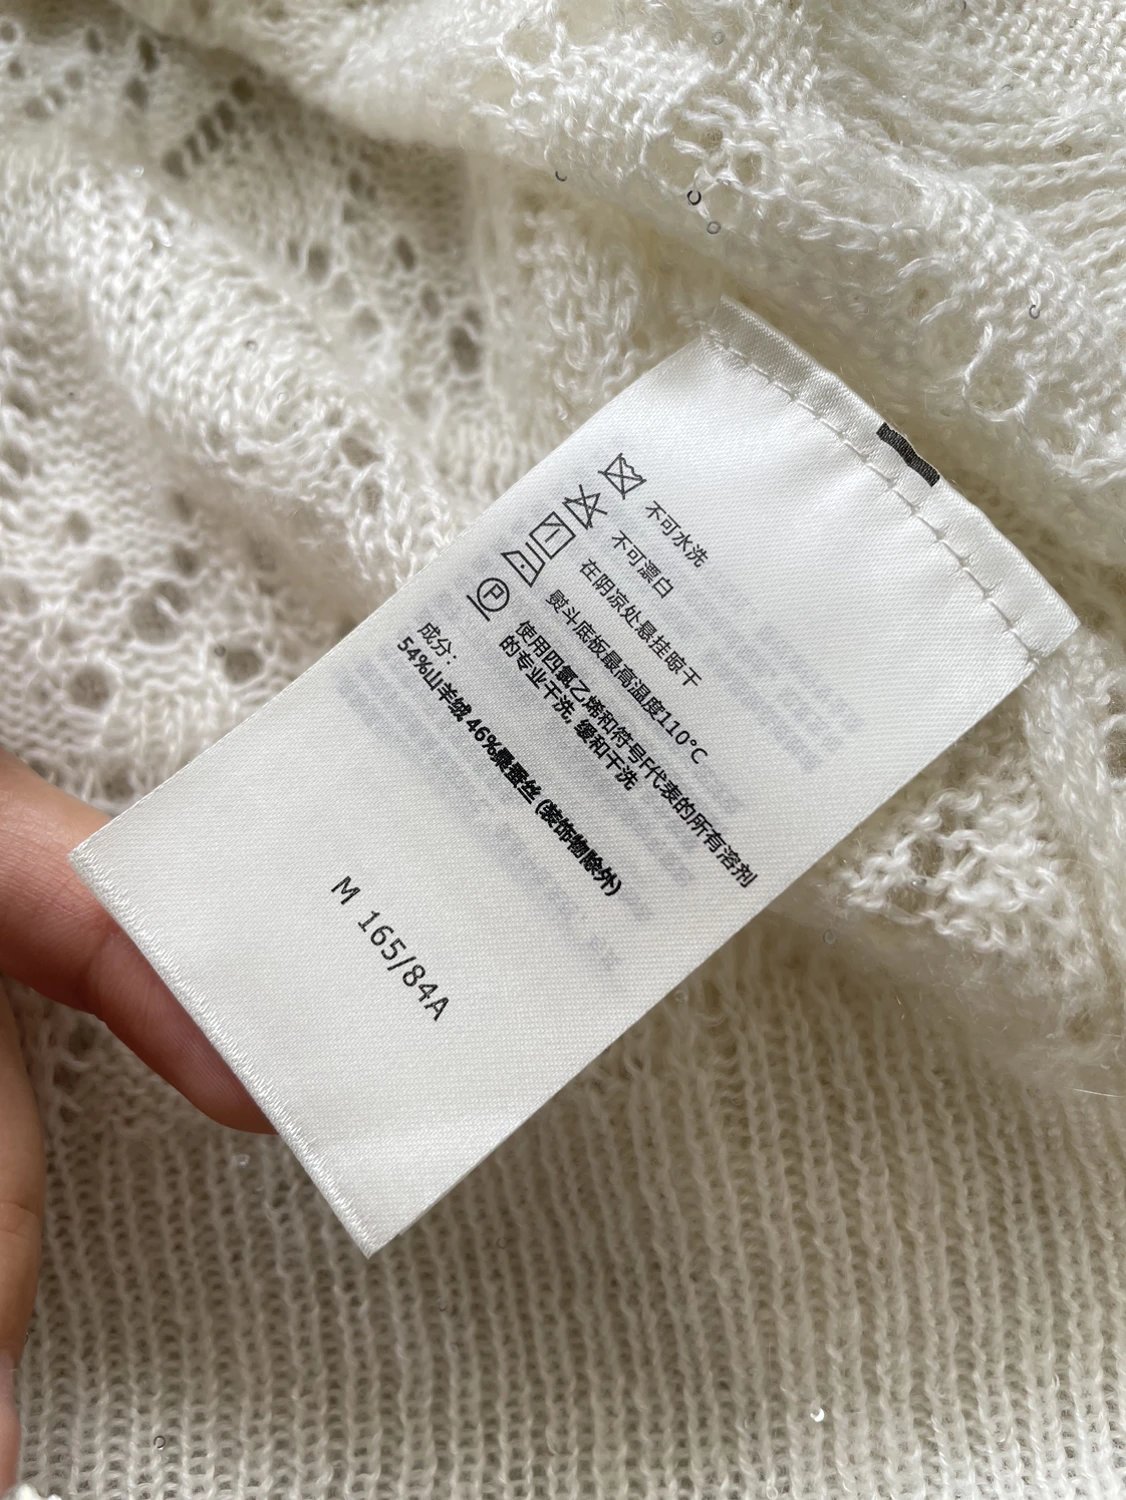 不可水洗
不可漂白
在阴凉处悬挂晾干
熨斗底板最高温度110°C
使用四氯乙烯和符号F代表的所有溶剂
的专业干洗, 缓和干洗
P
成分：
54%山羊绒 46%桑蚕丝 (装饰物除外)
M 165/84A